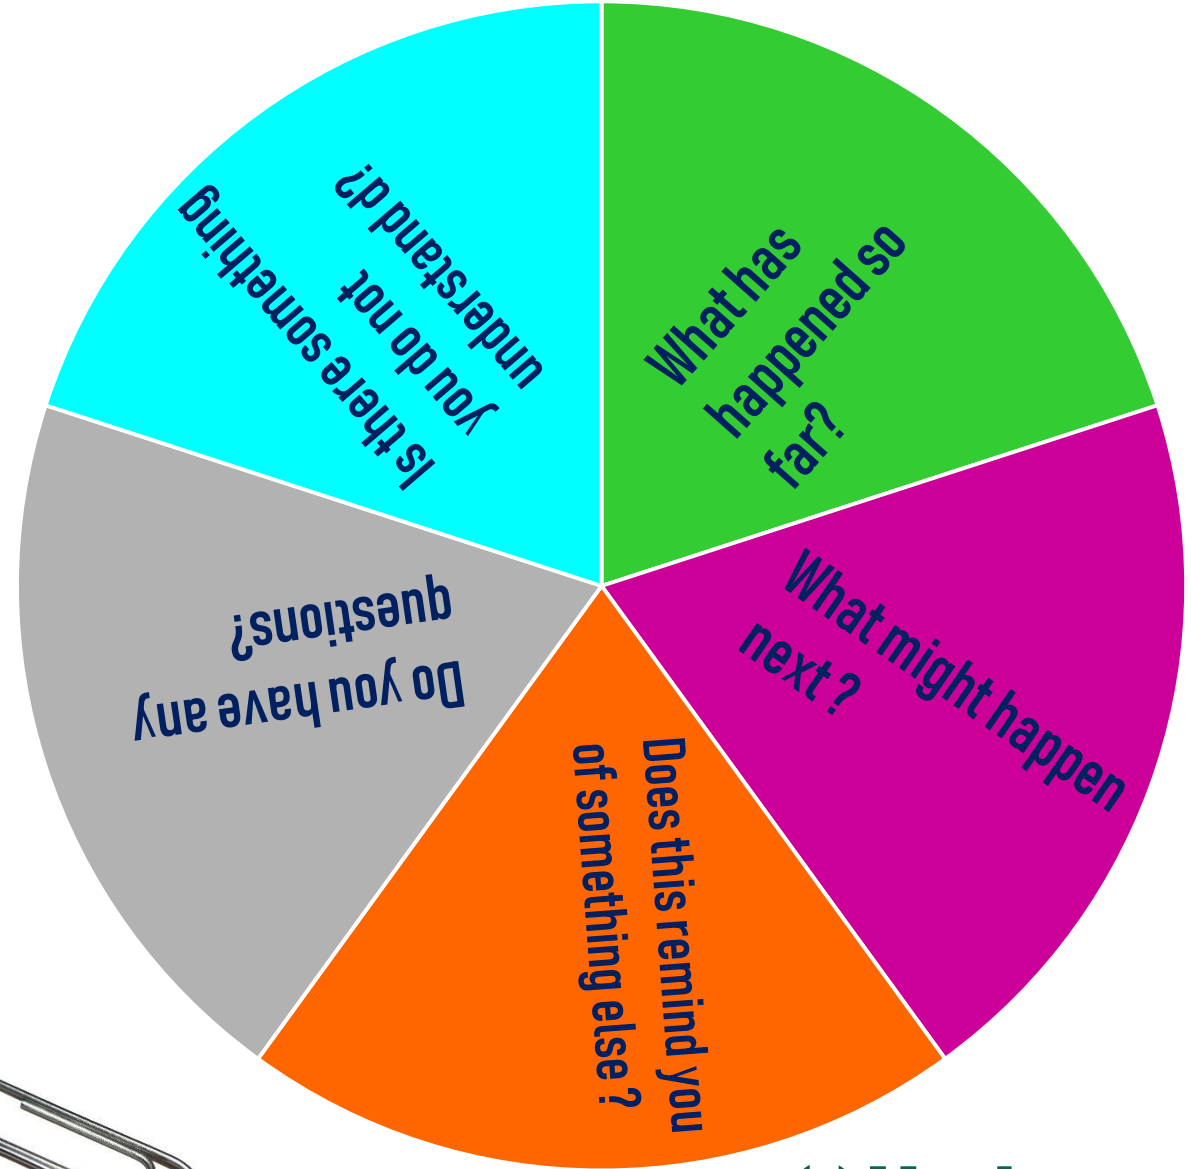 What has
happened so
far?
What might happen
next ?
Does this remind you
of something else ?
Do you have any
questions?
Is there something
you do not
understand d?